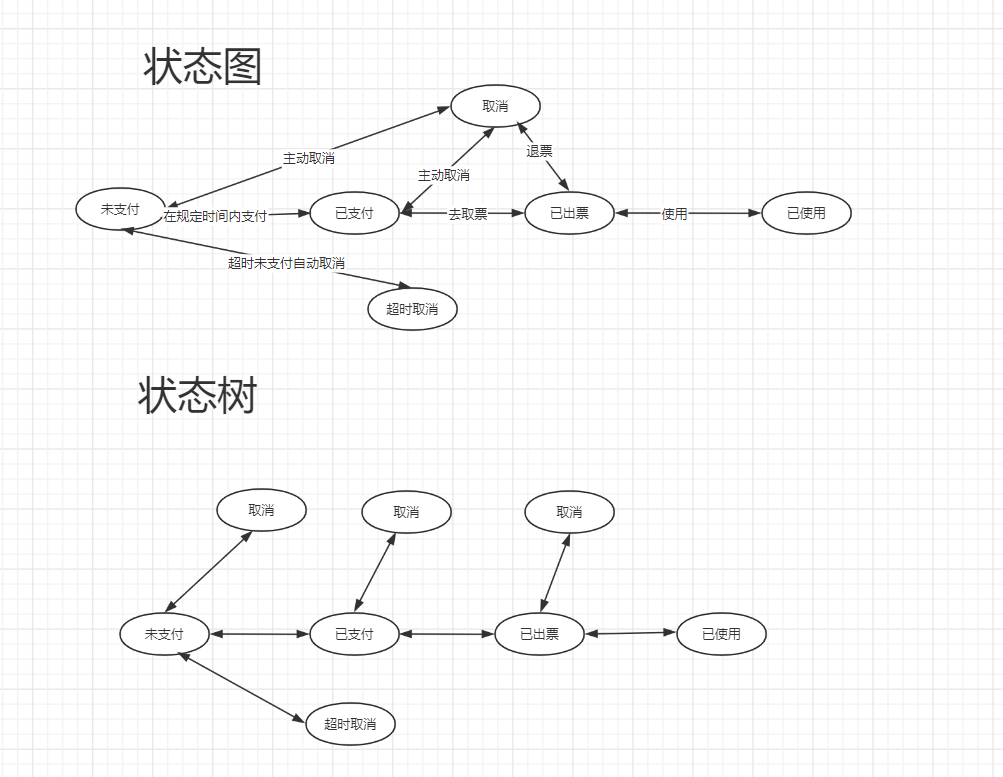 状态图
取消
主动取消
退票
主动取消
未支付
在规定时间内支付
已支付
去取票
已出票
使用
已使用
超时未支付自动取消
超时取消
状态树
取消
取消
取消
未支付
已支付
已出票
已使用
超时取消